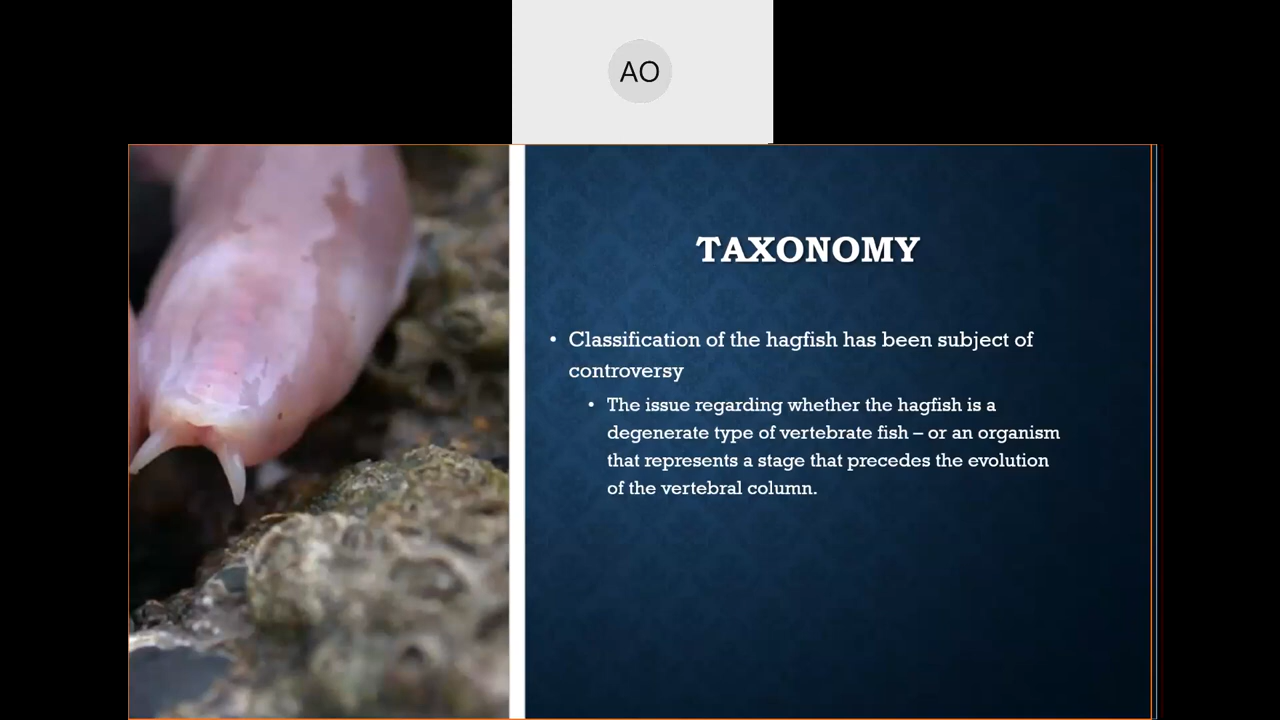 AO
TAXONOMY
• Classification of the hagfish has been subject of
controversy
• The issue regarding whether the hagfish is a
degenerate type of vertebrate fish – or an organism
that represents a stage that precedes the evolution
of the vertebral column.